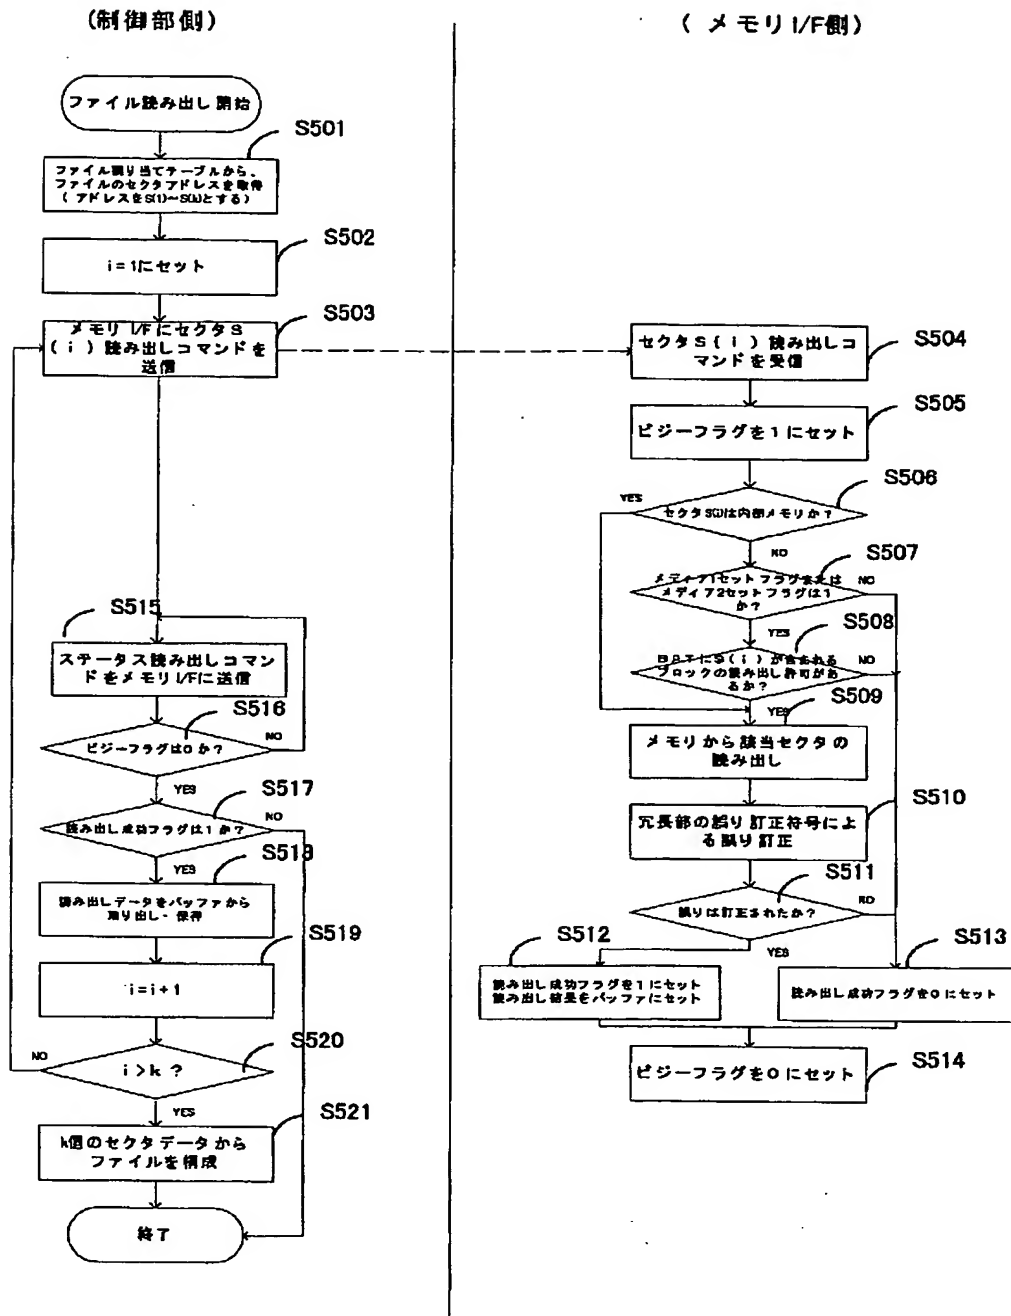 (制御部側)
ファイル読み出し開始
S501
ファイル割り当てテーブルから、
ファイルのセクタアドレスを取得
(アドレスをS(1)~S(k)とする)
S502
i=1にセット
S503
メモリI/FにセクタS
(i)読み出しコマンドを
送信
S515
ステータス読み出しコマン
ドをメモリI/Fに送信
S516
ビジーフラグは0か?
NO
YES
S517
読み出し成功フラグは1か?
NO
YES
S518
読み出しデータをバッファから
取り出し・保存
S519
i=i+1
S520
i>k?
NO
YES
S521
k個のセクタデータから
ファイルを構成
終了
(メモリI/F側)
セクタS(i)読み出しコ
マンドを受信
S504
S505
ビジーフラグを1にセット
S506
YES
セクタS(i)は内部メモリか?
NO
S507
メディア1セットフラグまたは
メディア2セットフラグは1
か?
NO
YES
S508
BPTにS(i)が含まれる
ブロックの読み出し許可があ
るか?
NO
YES
S509
メモリから該当セクタの
読み出し
S510
冗長部の誤り訂正符号によ
る誤り訂正
S511
誤りは訂正されたか?
NO
YES
S512
読み出し成功フラグを1にセット
読み出し結果をバッファにセット
S513
読み出し成功フラグを0にセット
S514
ビジーフラグを0にセット